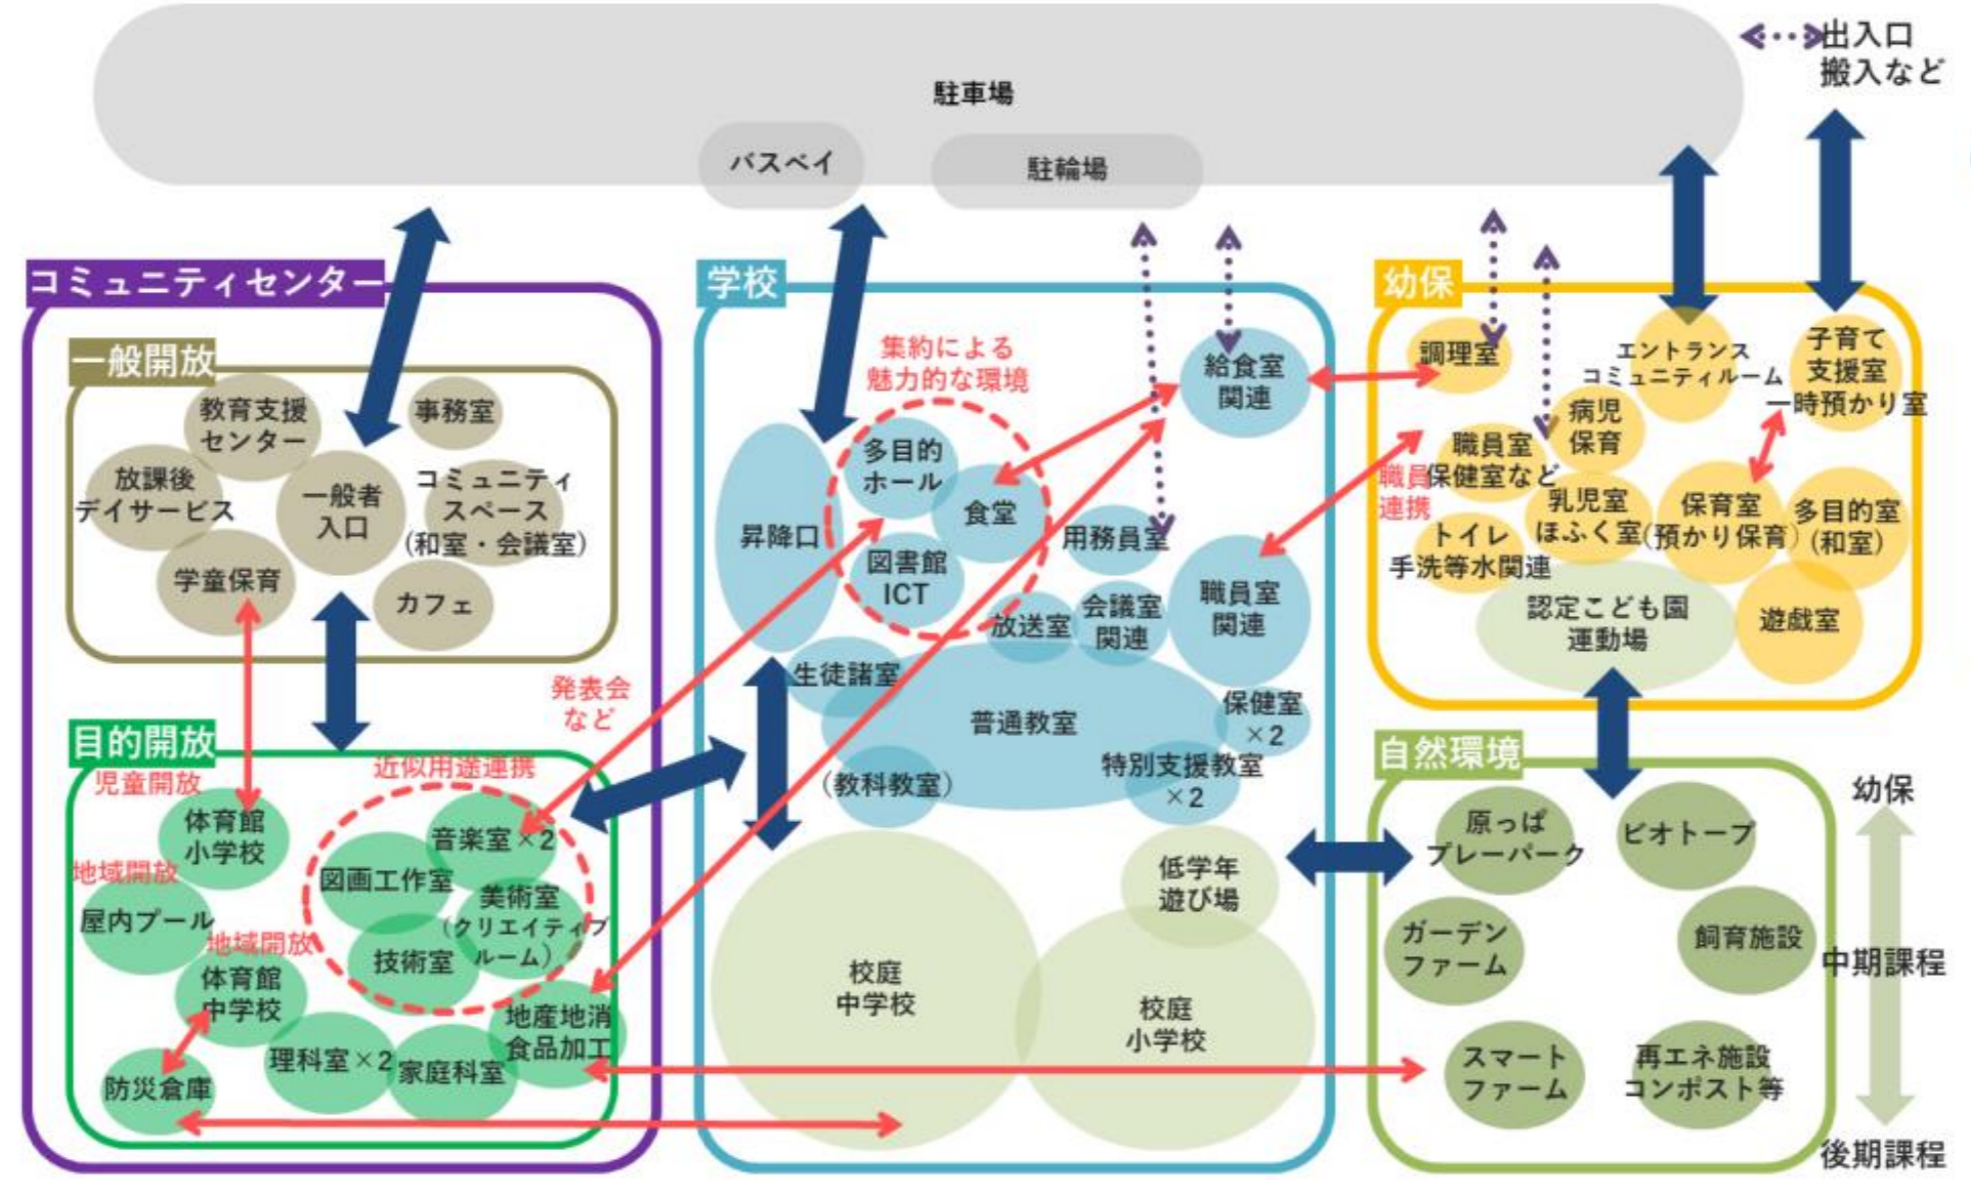 出入口
搬入など
駐車場
バスベイ
駐輪場
コミュニティセンター
一般開放
教育支援
センター
事務室
放課後
デイサービス
一般者
入口
コミュニティ
スペース
(和室・会議室)
学童保育
カフェ
目的開放
児童開放
体育館
小学校
地域開放
屋内プール
地域開放
体育館
中学校
防災倉庫
近似用途連携
音楽室×2
図画工作室
美術室
(クリエイティブ
ルーム)
技術室
地産地消
食品加工
理科室×2
家庭科室
発表会
など
学校
集約による
魅力的な環境
多目的
ホール
食堂
図書館
ICT
昇降口
給食室
関連
用務員室
放送室
会議室
関連
職員室
関連
生徒諸室
普通教室
保健室
×2
(教科教室)
特別支援教室
×2
低学年
遊び場
校庭
中学校
校庭
小学校
幼保
調理室
エントランス
コミュニティルーム
子育て
支援室
一時預かり室
病児
保育
職員室
保健室など
職員
連携
乳児室
ほふく室
保育室
(預かり保育)
多目的室
(和室)
トイレ
手洗等水関連
認定こども園
運動場
遊戯室
自然環境
原っぱ
プレーパーク
ビオトープ
ガーデン
ファーム
飼育施設
スマート
ファーム
再エネ施設
コンポスト等
幼保
中期課程
後期課程